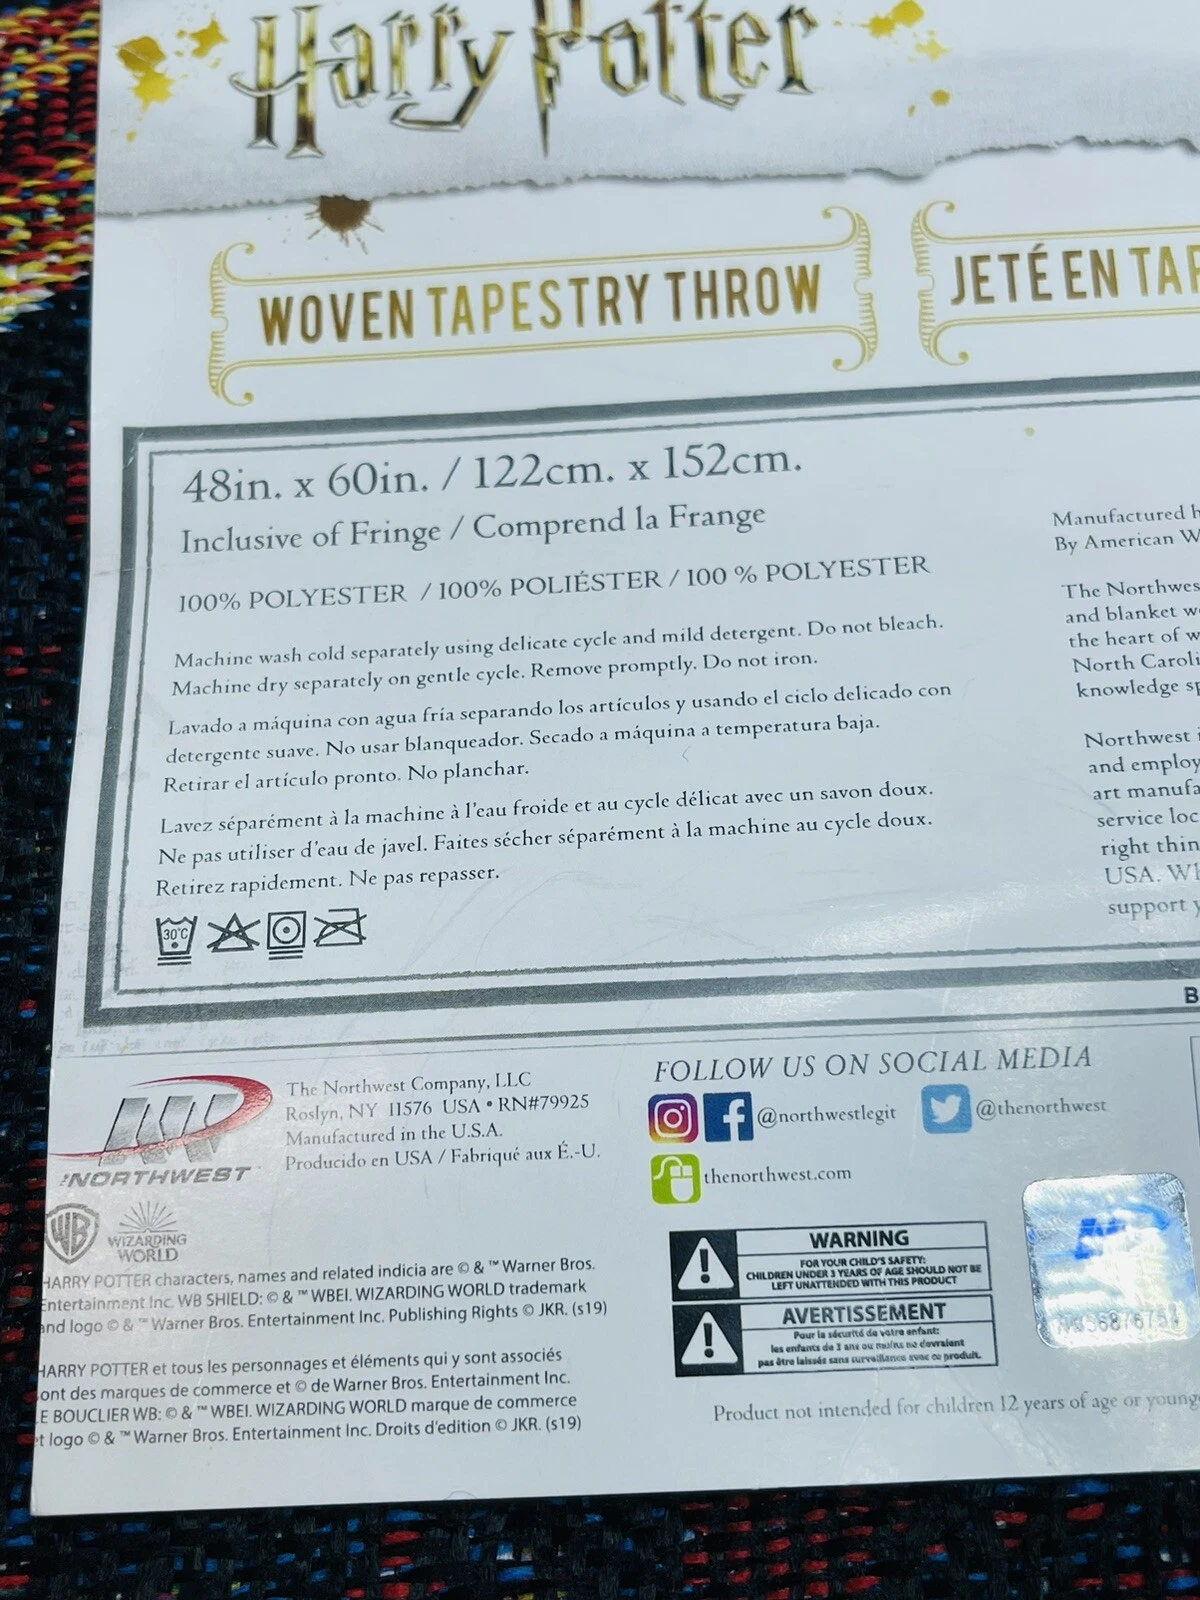 Harry Potter
WOVEN TAPESTRY THROW
JETÉ EN TAP
48in. x 60in. / 122cm. x 152cm.
Inclusive of Fringe / Comprend la Frange
100% POLYESTER / 100% POLIÉSTER / 100 % POLYESTER
Machine wash cold separately using delicate cycle and mild detergent. Do not bleach.
Machine dry separately on gentle cycle. Remove promptly. Do not iron.
Lavado a máquina con agua fría separando los artículos y usando el ciclo delicado con
detergente suave. No usar blanqueador. Secado a máquina a temperatura baja.
Retirar el artículo pronto. No planchar.
Lavez séparément à la machine à l'eau froide et au cycle délicat avec un savon doux.
Ne pas utiliser d'eau de javel. Faites sécher séparément à la machine au cycle doux.
Retirez rapidement. Ne pas repasser.
30°C
Manufactured h
By American W
The Northwes
and blanket w
the heart of w
North Caroli
knowledge sp
Northwest i
and employ
art manufa
service loc
right thin
USA. Wh
support y
B
THE NORTHWEST
The Northwest Company, LLC
Roslyn, NY 11576 USA • RN#79925
Manufactured in the U.S.A.
Producido en USA / Fabriqué aux É.-U.
WB
WIZARDING
WORLD
HARRY POTTER characters, names and related indicia are © & ™ Warner Bros.
Entertainment Inc. WB SHIELD: © & ™ WBEI. WIZARDING WORLD trademark
and logo © & ™ Warner Bros. Entertainment Inc. Publishing Rights © JKR. (s19)
HARRY POTTER et tous les personnages et éléments qui y sont associés
ont des marques de commerce et © de Warner Bros. Entertainment Inc.
E BOUCLIER WB: © & ™ WBEI. WIZARDING WORLD marque de commerce
t logo © & ™ Warner Bros. Entertainment Inc. Droits d'edition © JKR. (s19)
FOLLOW US ON SOCIAL MEDIA
@northwestlegit
@thenorthwest
thenorthwest.com
WARNING
FOR YOUR CHILD'S SAFETY:
CHILDREN UNDER 3 YEARS OF AGE SHOULD NOT BE
LEFT UNATTENDED WITH THIS PRODUCT
AVERTISSEMENT
Pour la sécurité de votre enfant:
les enfants de 3 ans ou moins ne devraient
pas être laissés sans surveillance avec ce produit.
Product not intended for children 12 years of age or young